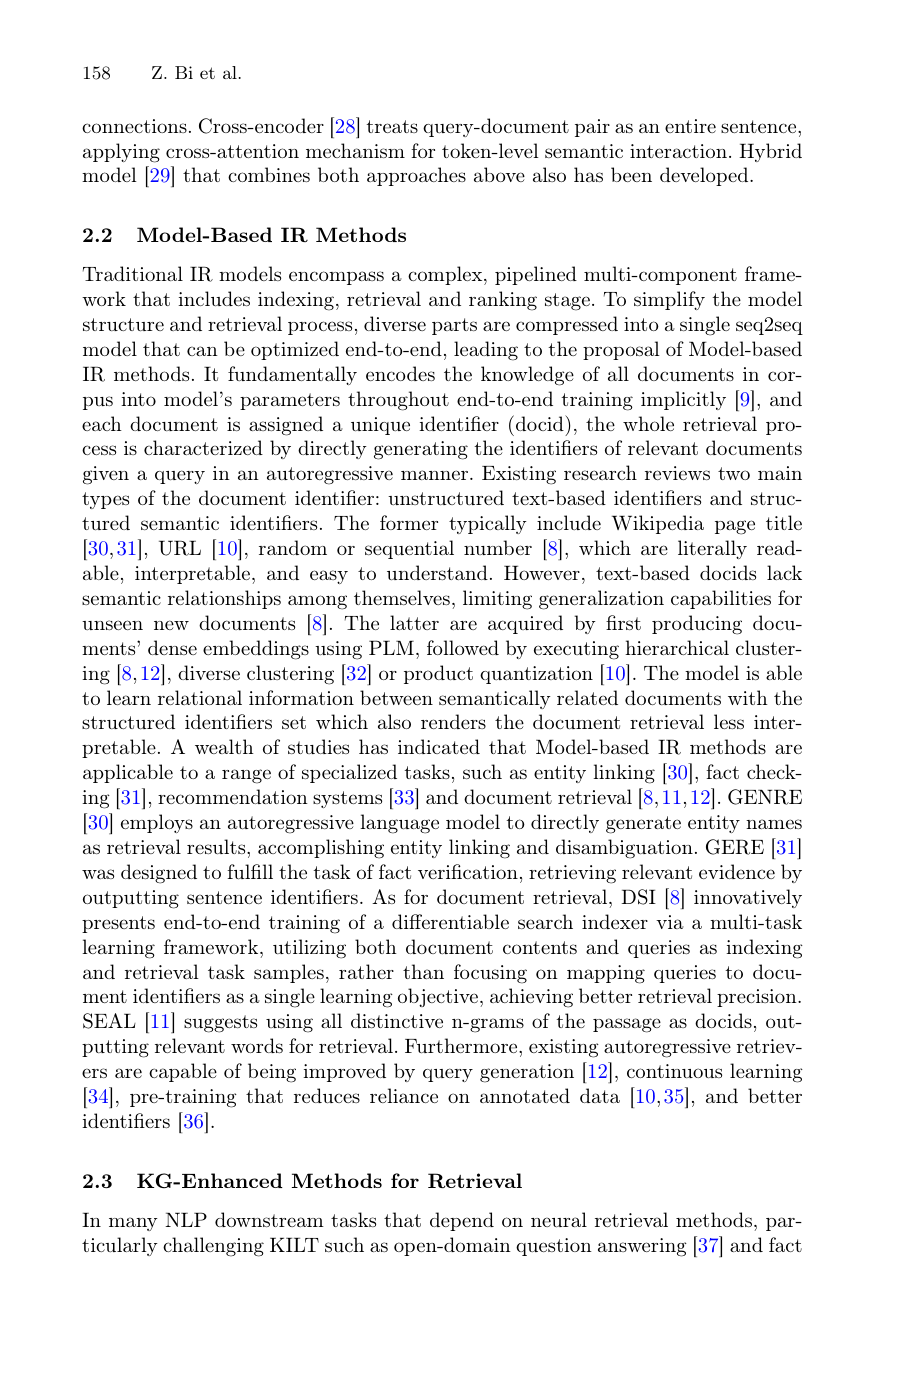 158 Z. Bi et al.
connections. Cross-encoder [28] treats query-document pair as an entire sentence,
applying cross-attention mechanism for token-level semantic interaction. Hybrid
model [29] that combines both approaches above also has been developed.
2.2 Model-Based IR Methods
Traditional IR models encompass a complex, pipelined multi-component frame-
work that includes indexing, retrieval and ranking stage. To simplify the model
structure and retrieval process, diverse parts are compressed into a single seq2seq
model that can be optimized end-to-end, leading to the proposal of Model-based
IR methods. It fundamentally encodes the knowledge of all documents in cor-
pus into model's parameters throughout end-to-end training implicitly [9], and
each document is assigned a unique identifier (docid), the whole retrieval pro-
cess is characterized by directly generating the identifiers of relevant documents
given a query in an autoregressive manner. Existing research reviews two main
types of the document identifier: unstructured text-based identifiers and struc-
tured semantic identifiers. The former typically include Wikipedia page title
[30,31], URL [10], random or sequential number [8], which are literally read-
able, interpretable, and easy to understand. However, text-based docids lack
semantic relationships among themselves, limiting generalization capabilities for
unseen new documents [8]. The latter are acquired by first producing docu-
ments' dense embeddings using PLM, followed by executing hierarchical cluster-
ing [8,12], diverse clustering [32] or product quantization [10]. The model is able
to learn relational information between semantically related documents with the
structured identifiers set which also renders the document retrieval less inter-
pretable. A wealth of studies has indicated that Model-based IR methods are
applicable to a range of specialized tasks, such as entity linking [30], fact check-
ing [31], recommendation systems [33] and document retrieval [8,11,12]. GENRE
[30] employs an autoregressive language model to directly generate entity names
as retrieval results, accomplishing entity linking and disambiguation. GERE [31]
was designed to fulfill the task of fact verification, retrieving relevant evidence by
outputting sentence identifiers. As for document retrieval, DSI [8] innovatively
presents end-to-end training of a differentiable search indexer via a multi-task
learning framework, utilizing both document contents and queries as indexing
and retrieval task samples, rather than focusing on mapping queries to docu-
ment identifiers as a single learning objective, achieving better retrieval precision.
SEAL [11] suggests using all distinctive n-grams of the passage as docids, out-
putting relevant words for retrieval. Furthermore, existing autoregressive retriev-
ers are capable of being improved by query generation [12], continuous learning
[34], pre-training that reduces reliance on annotated data [10,35], and better
identifiers [36].
2.3 KG-Enhanced Methods for Retrieval
In many NLP downstream tasks that depend on neural retrieval methods, par-
ticularly challenging KILT such as open-domain question answering [37] and fact